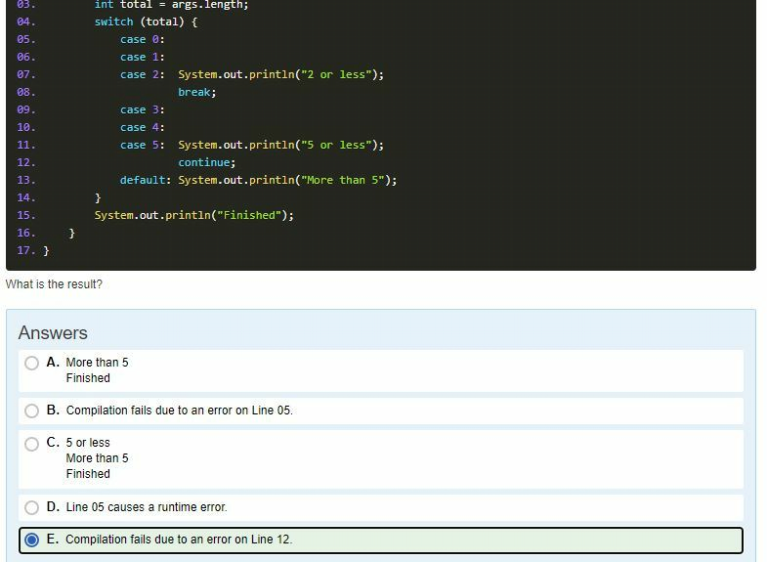 03. int total = args.length;
04. switch (total) {
05. case 0:
06. case 1:
07. case 2: System.out.println("2 or less");
08. break;
09. case 3:
10. case 4:
11. case 5: System.out.println("5 or less");
12. continue;
13. default: System.out.println("More than 5");
14. }
15. System.out.println("Finished");
16. }
17. }
What is the result?
Answers
A. More than 5
Finished
B. Compilation fails due to an error on Line 05.
C. 5 or less
More than 5
Finished
D. Line 05 causes a runtime error.
E. Compilation fails due to an error on Line 12.